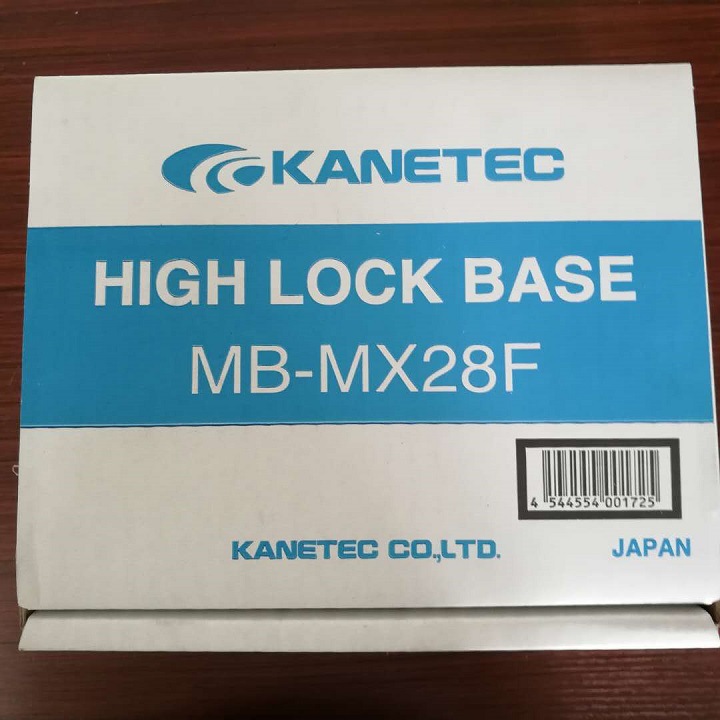 KANETEC
HIGH LOCK BASE
MB-MX28F
4 544554 001725
KANETEC CO.,LTD.
JAPAN